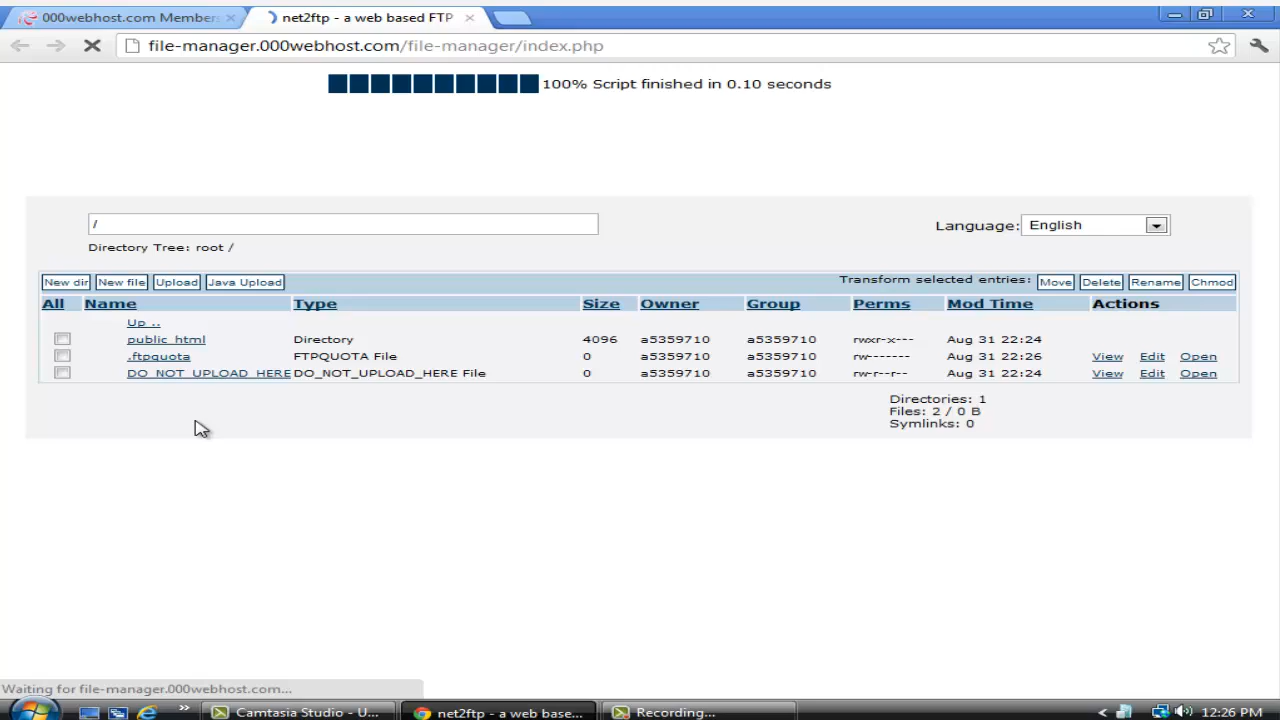 000webhost.com Members
net2ftp - a web based FTP
file-manager.000webhost.com/file-manager/index.php
100% Script finished in 0.10 seconds
/
Language: English
Directory Tree: root /
New dir New file Upload Java Upload Transform selected entries: Move Delete Rename Chmod
All Name Type Size Owner Group Perms Mod Time Actions
Up ..
public_html Directory 4096 a5359710 a5359710 rwxr-x--- Aug 31 22:24
.ftpquota FTPQUOTA File 0 a5359710 a5359710 rw------- Aug 31 22:26 View Edit Open
DO_NOT_UPLOAD_HERE DO_NOT_UPLOAD_HERE File 0 a5359710 a5359710 rw-r--r-- Aug 31 22:24 View Edit Open
Directories: 1
Files: 2 / 0 B
Symlinks: 0
Waiting for file-manager.000webhost.com...
» Camtasia Studio - U... net2ftp - a web base... Recording... < 12:26 PM